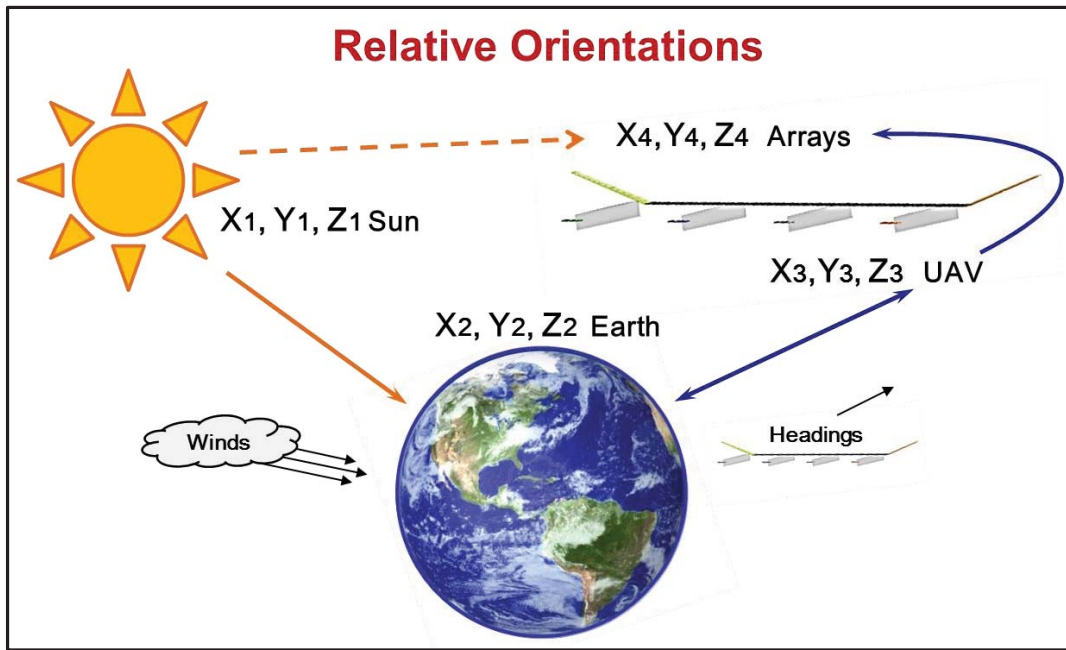 Relative Orientations
X4, Y4, Z4 Arrays
X1, Y1, Z1 Sun
X3,Y3, Z3 UAV
X2, Y2, Z2 Earth
Winds
Headings